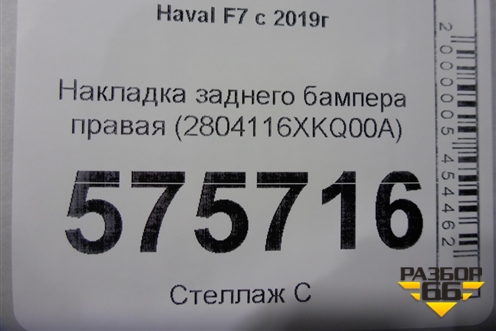 Haval F7 с 2019г
Накладка заднего бампера
правая (2804116XKQ00A)
575716
Стеллаж С
2000005454462
РАЗБОР
66